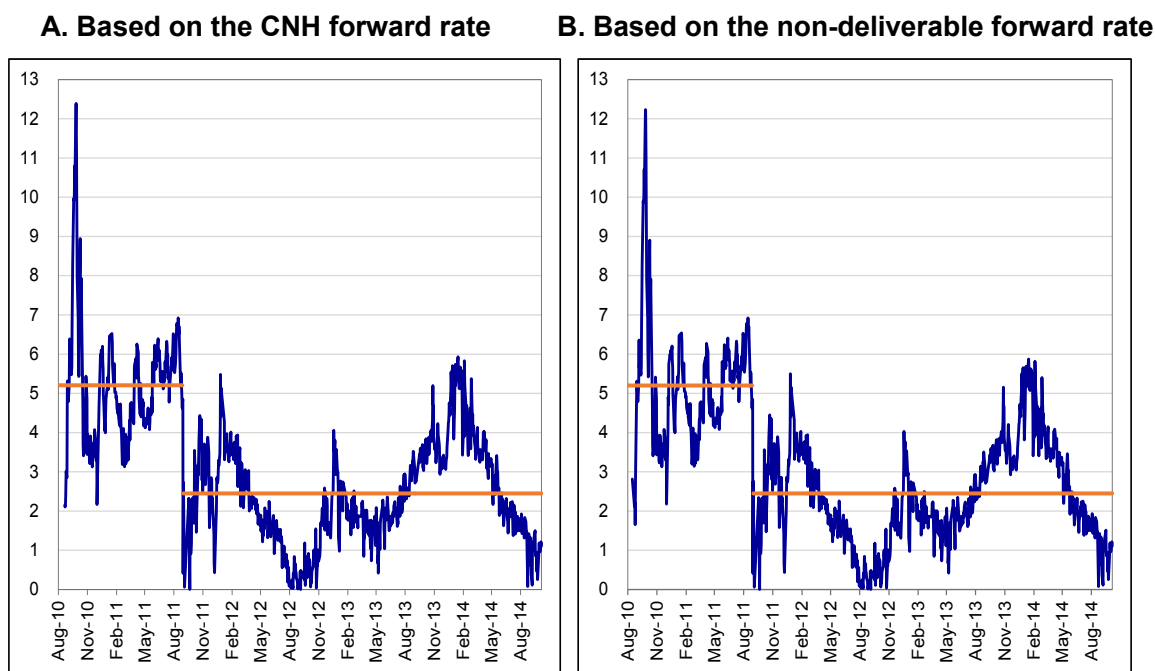 A. Based on the CNH forward rate
13
12
11
10
9
8
7
6
5
4
3
2
1
0
Aug-10
Nov-10
Feb-11
May-11
Aug-11
Nov-11
Feb-12
May-12
Aug-12
Nov-12
Feb-13
May-13
Aug-13
Nov-13
Feb-14
May-14
Aug-14
B. Based on the non-deliverable forward rate
13
12
11
10
9
8
7
6
5
4
3
2
1
0
Aug-10
Nov-10
Feb-11
May-11
Aug-11
Nov-11
Feb-12
May-12
Aug-12
Nov-12
Feb-13
May-13
Aug-13
Nov-13
Feb-14
May-14
Aug-14